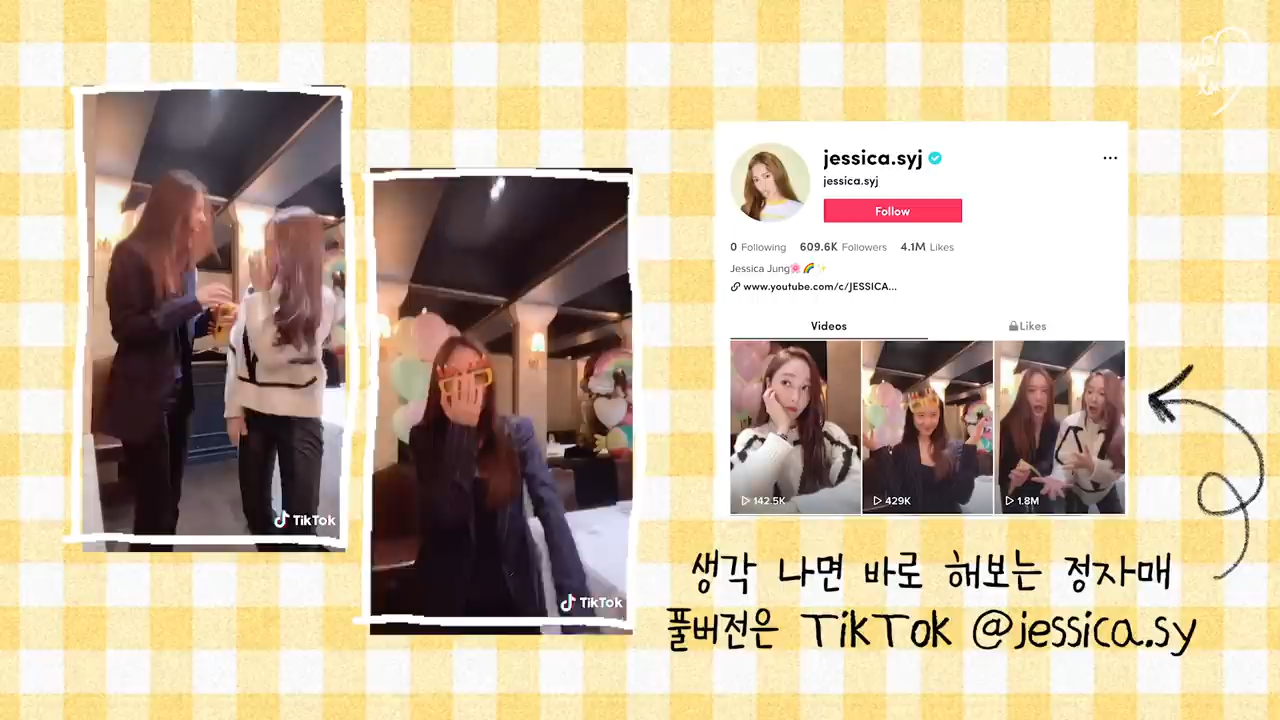 TikTok
TikTok
jessica.syj
jessica.syj
Follow
0 Following 609.6K Followers 4.1M Likes
Jessica Jung🌸🌈✨
www.youtube.com/c/JESSICA...
Videos
Likes
142.5K
429K
1.8M
생각 나면 바로 해보는 정자매
풀버전은 TikTok @jessica.sy